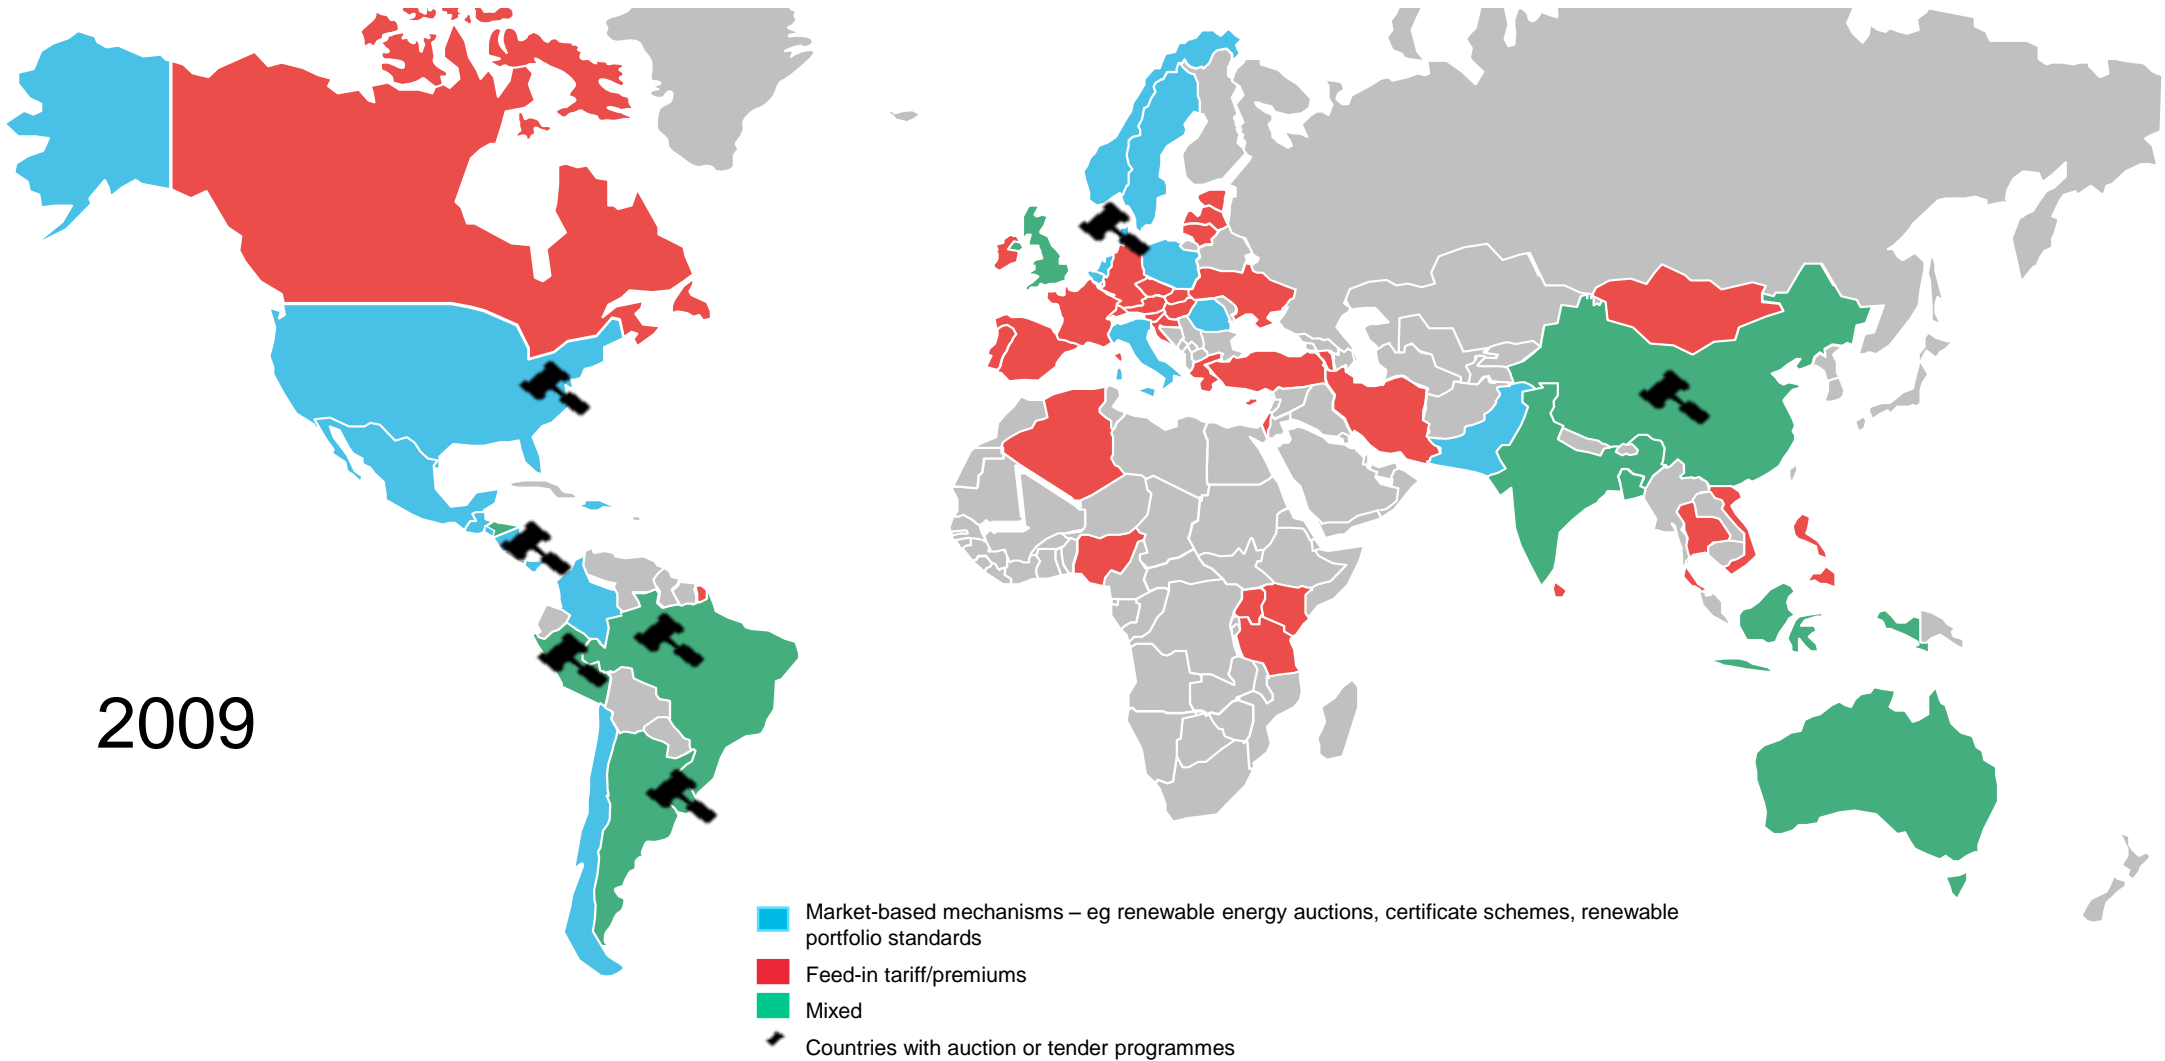 2009
Market-based mechanisms – eg renewable energy auctions, certificate schemes, renewable
portfolio standards
Feed-in tariff/premiums
Mixed
Countries with auction or tender programmes